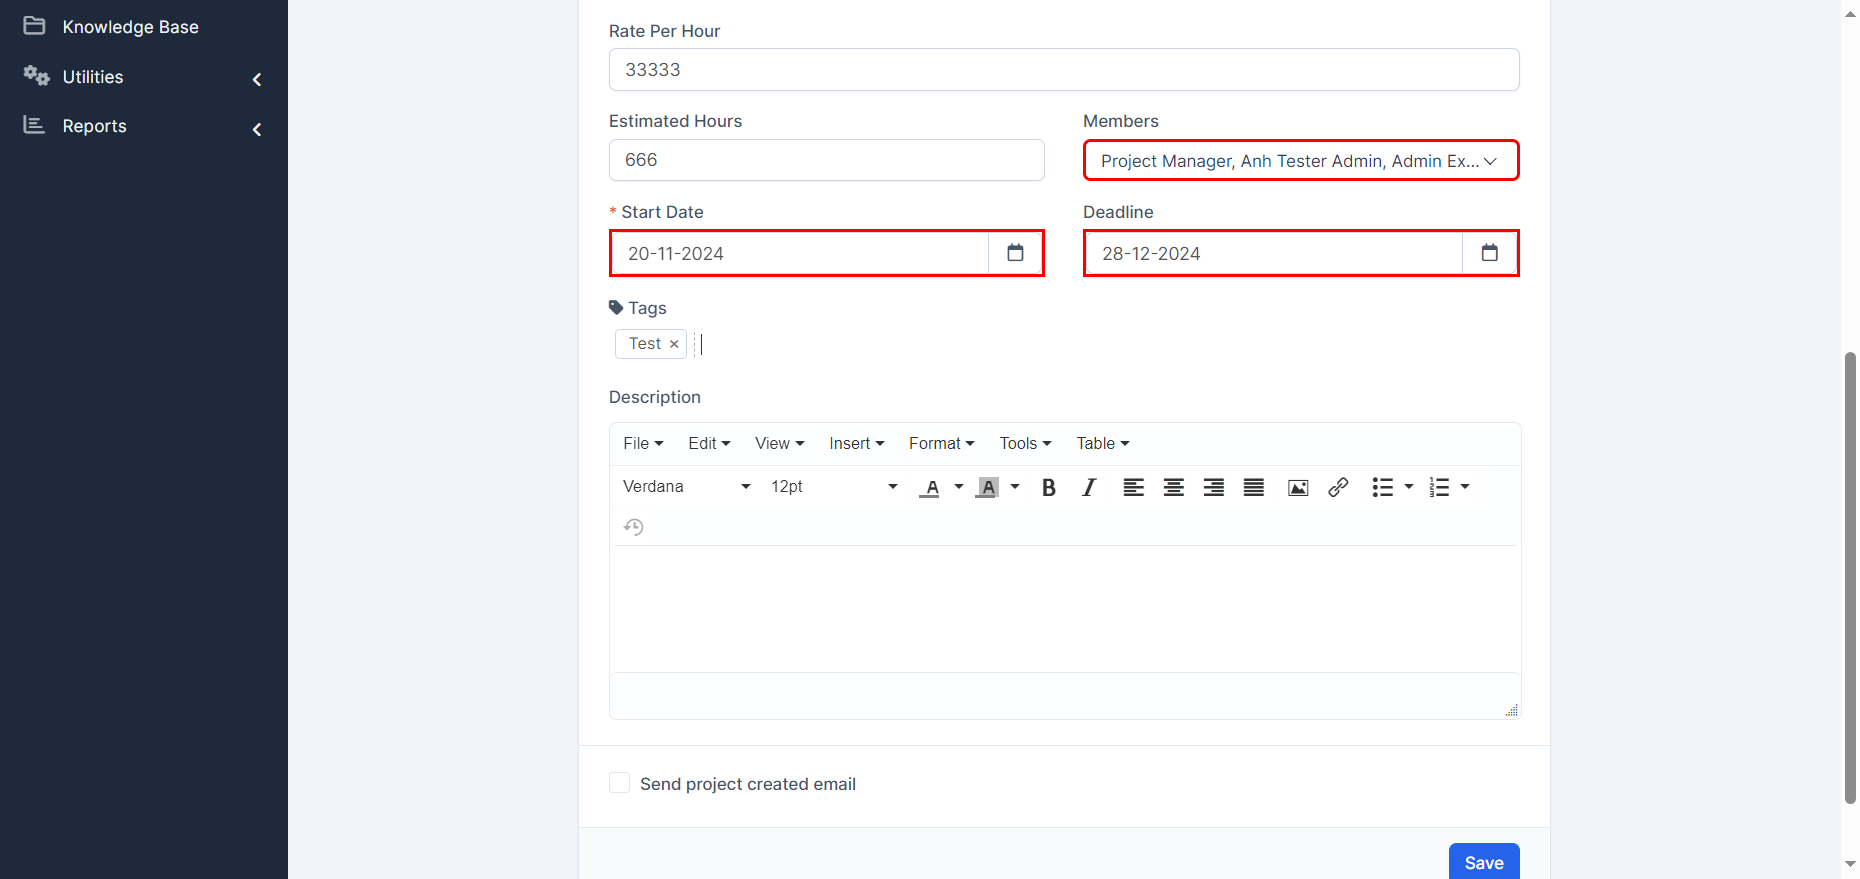 Knowledge Base
Utilities
Reports
Rate Per Hour
33333
Estimated Hours
666
Members
Project Manager, Anh Tester Admin, Admin Ex...
* Start Date
20-11-2024
Deadline
28-12-2024
Tags
Test ×
Description
File Edit View Insert Format Tools Table
Verdana 12pt A A B I
Send project created email
Save